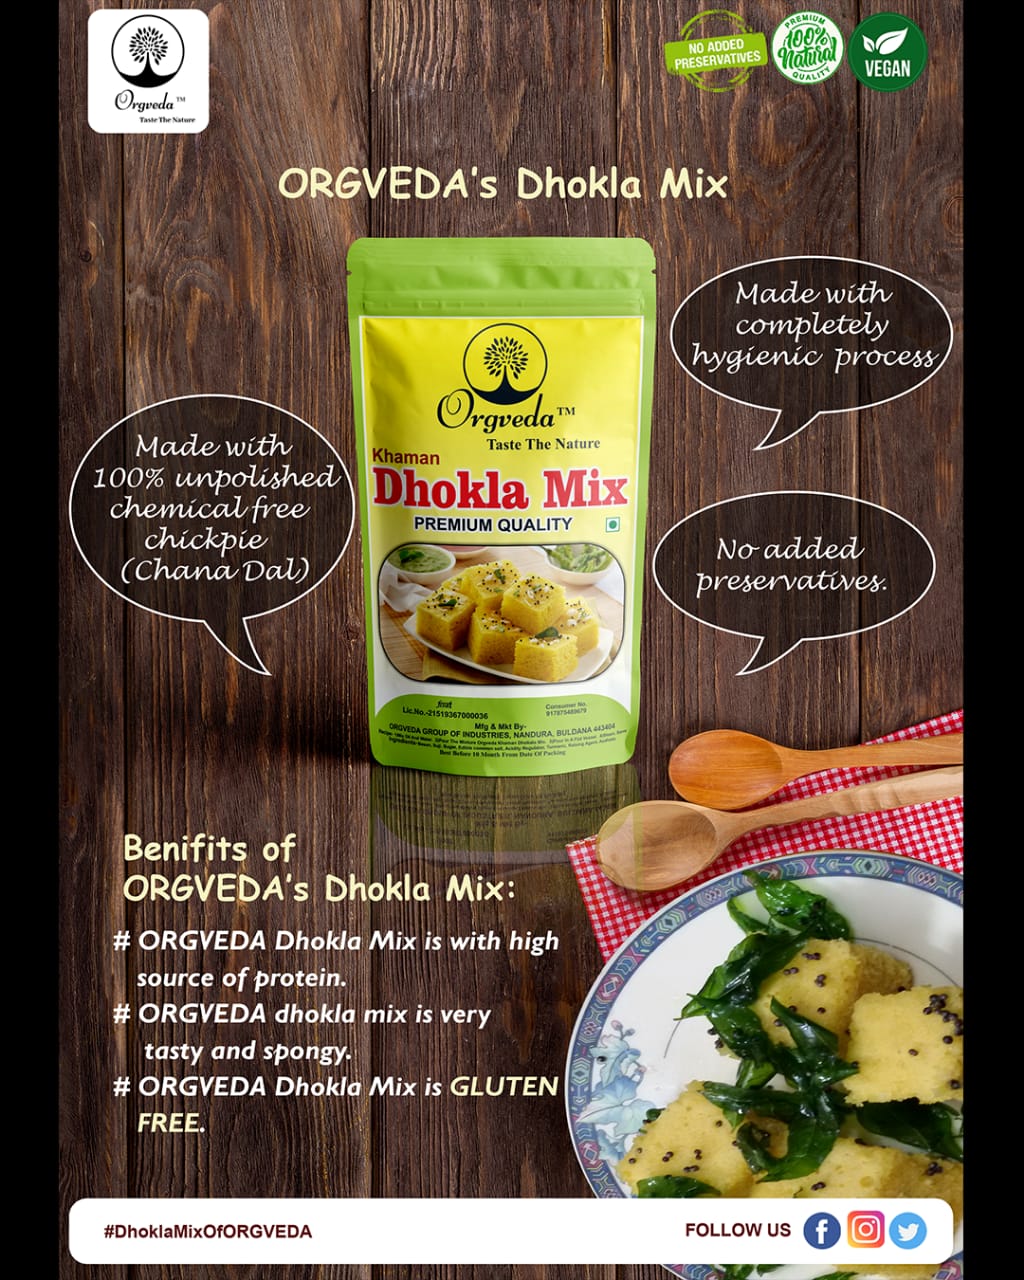 Orgveda™
Taste The Nature
NO ADDED
PRESERVATIVES
PREMIUM
100%
Natural
QUALITY
VEGAN
ORGVEDA's Dhokla Mix
Made with
completely
hygienic process
Orgveda™
Taste The Nature
Khaman
Dhokla Mix
PREMIUM QUALITY
Made with
100% unpolished
chemical free
chickpie
(Chana Dal)
No added
preservatives.
Lic.No.-21519367000036
Consumer No.
917875489679
Mfg & Mkt By-
ORGVEDA GROUP OF INDUSTRIES, NANDURA, BULDANA 443404
Best Before 10 Month From Date Of Packing
Benifits of
ORGVEDA's Dhokla Mix:
# ORGVEDA Dhokla Mix is with high
source of protein.
# ORGVEDA dhokla mix is very
tasty and spongy.
# ORGVEDA Dhokla Mix is GLUTEN
FREE.
#DhoklaMixOfORGVEDA
FOLLOW US